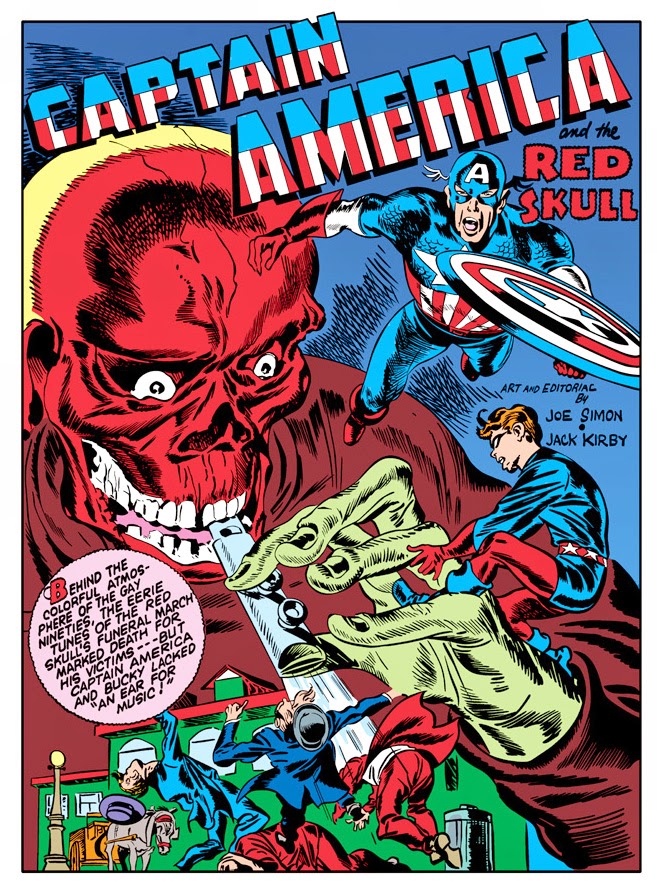 CAPTAIN
AMERICA
and the
RED
SKULL
A
ART AND EDITORIAL
BY
JOE SIMON
•
JACK KIRBY
BEHIND THE
COLORFUL ATMOS-
PHERE OF THE GAY
NINETIES, THE EERIE
TUNES OF THE RED
SKULL'S FUNERAL MARCH
MARKED DEATH FOR
HIS VICTIMS --- BUT
CAPTAIN AMERICA
AND BUCKY LACKED
"AN EAR FOR
MUSIC!"